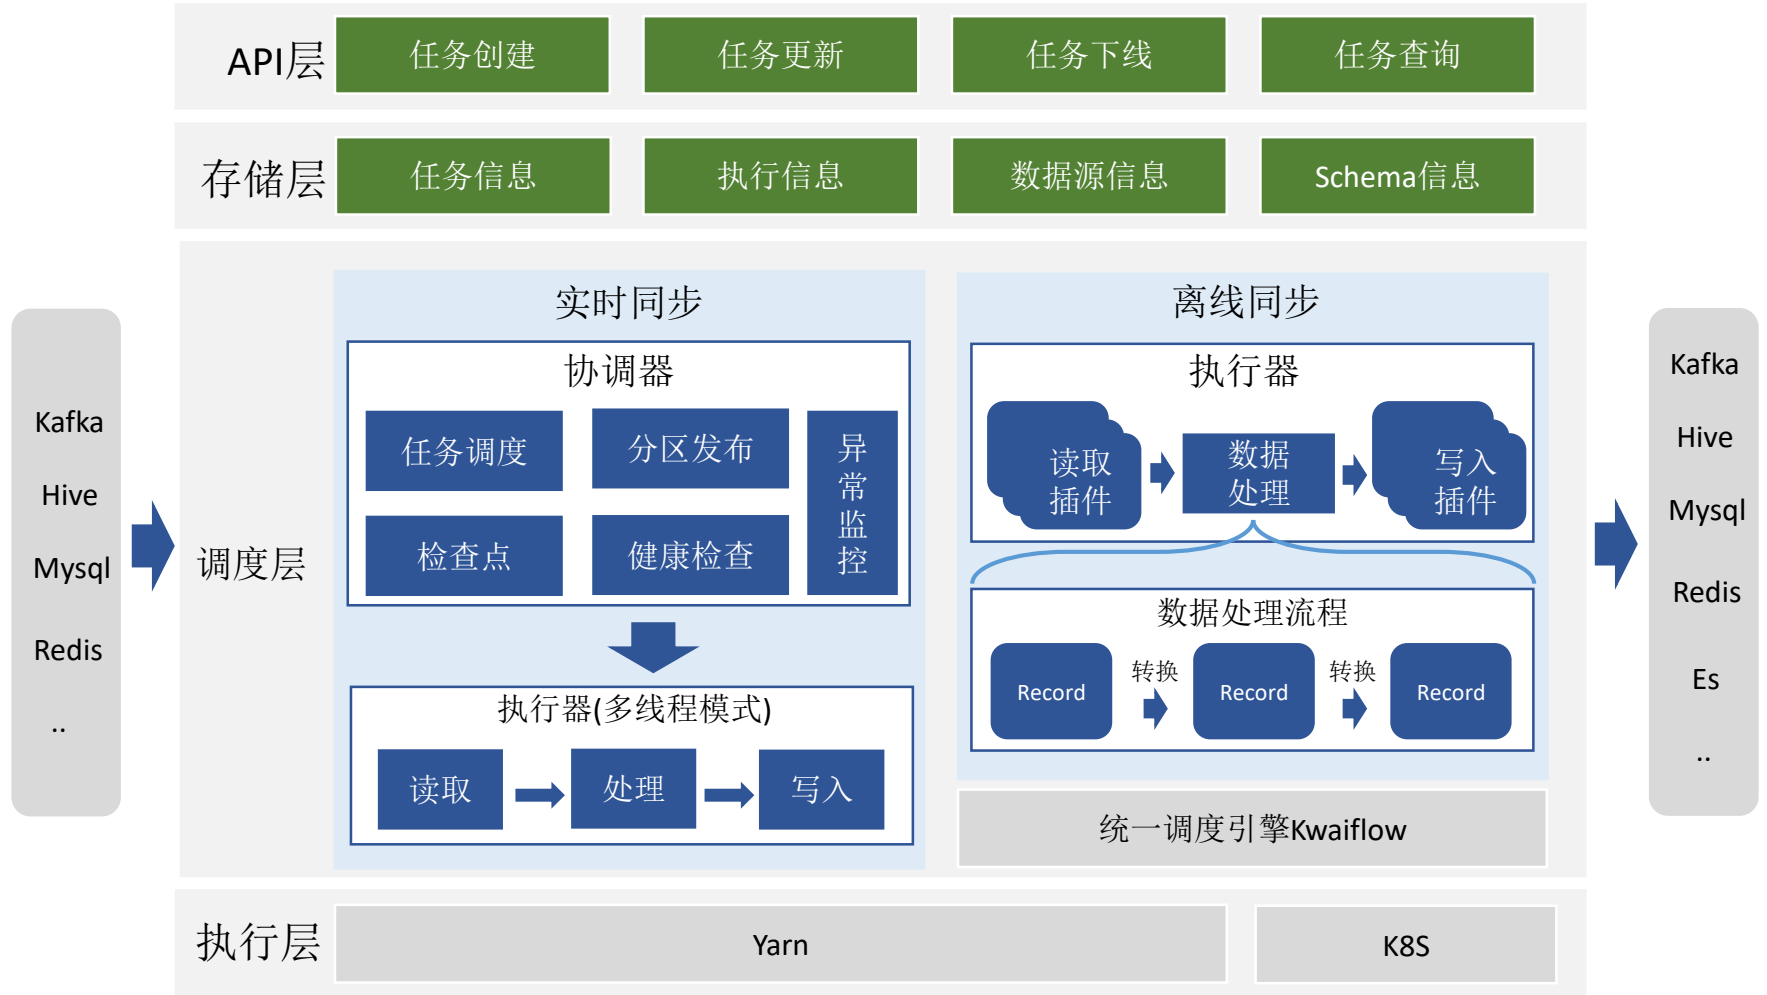 API层
任务创建
任务更新
任务下线
任务查询
存储层
任务信息
执行信息
数据源信息
Schema信息
Kafka
Hive
Mysql
Redis
..
调度层
实时同步
协调器
任务调度
分区发布
检查点
健康检查
异
常
监
控
执行器(多线程模式)
读取
处理
写入
离线同步
执行器
读取
插件
数据
处理
写入
插件
数据处理流程
Record
转换
Record
转换
Record
统一调度引擎Kwaiflow
Kafka
Hive
Mysql
Redis
Es
..
执行层
Yarn
K8S